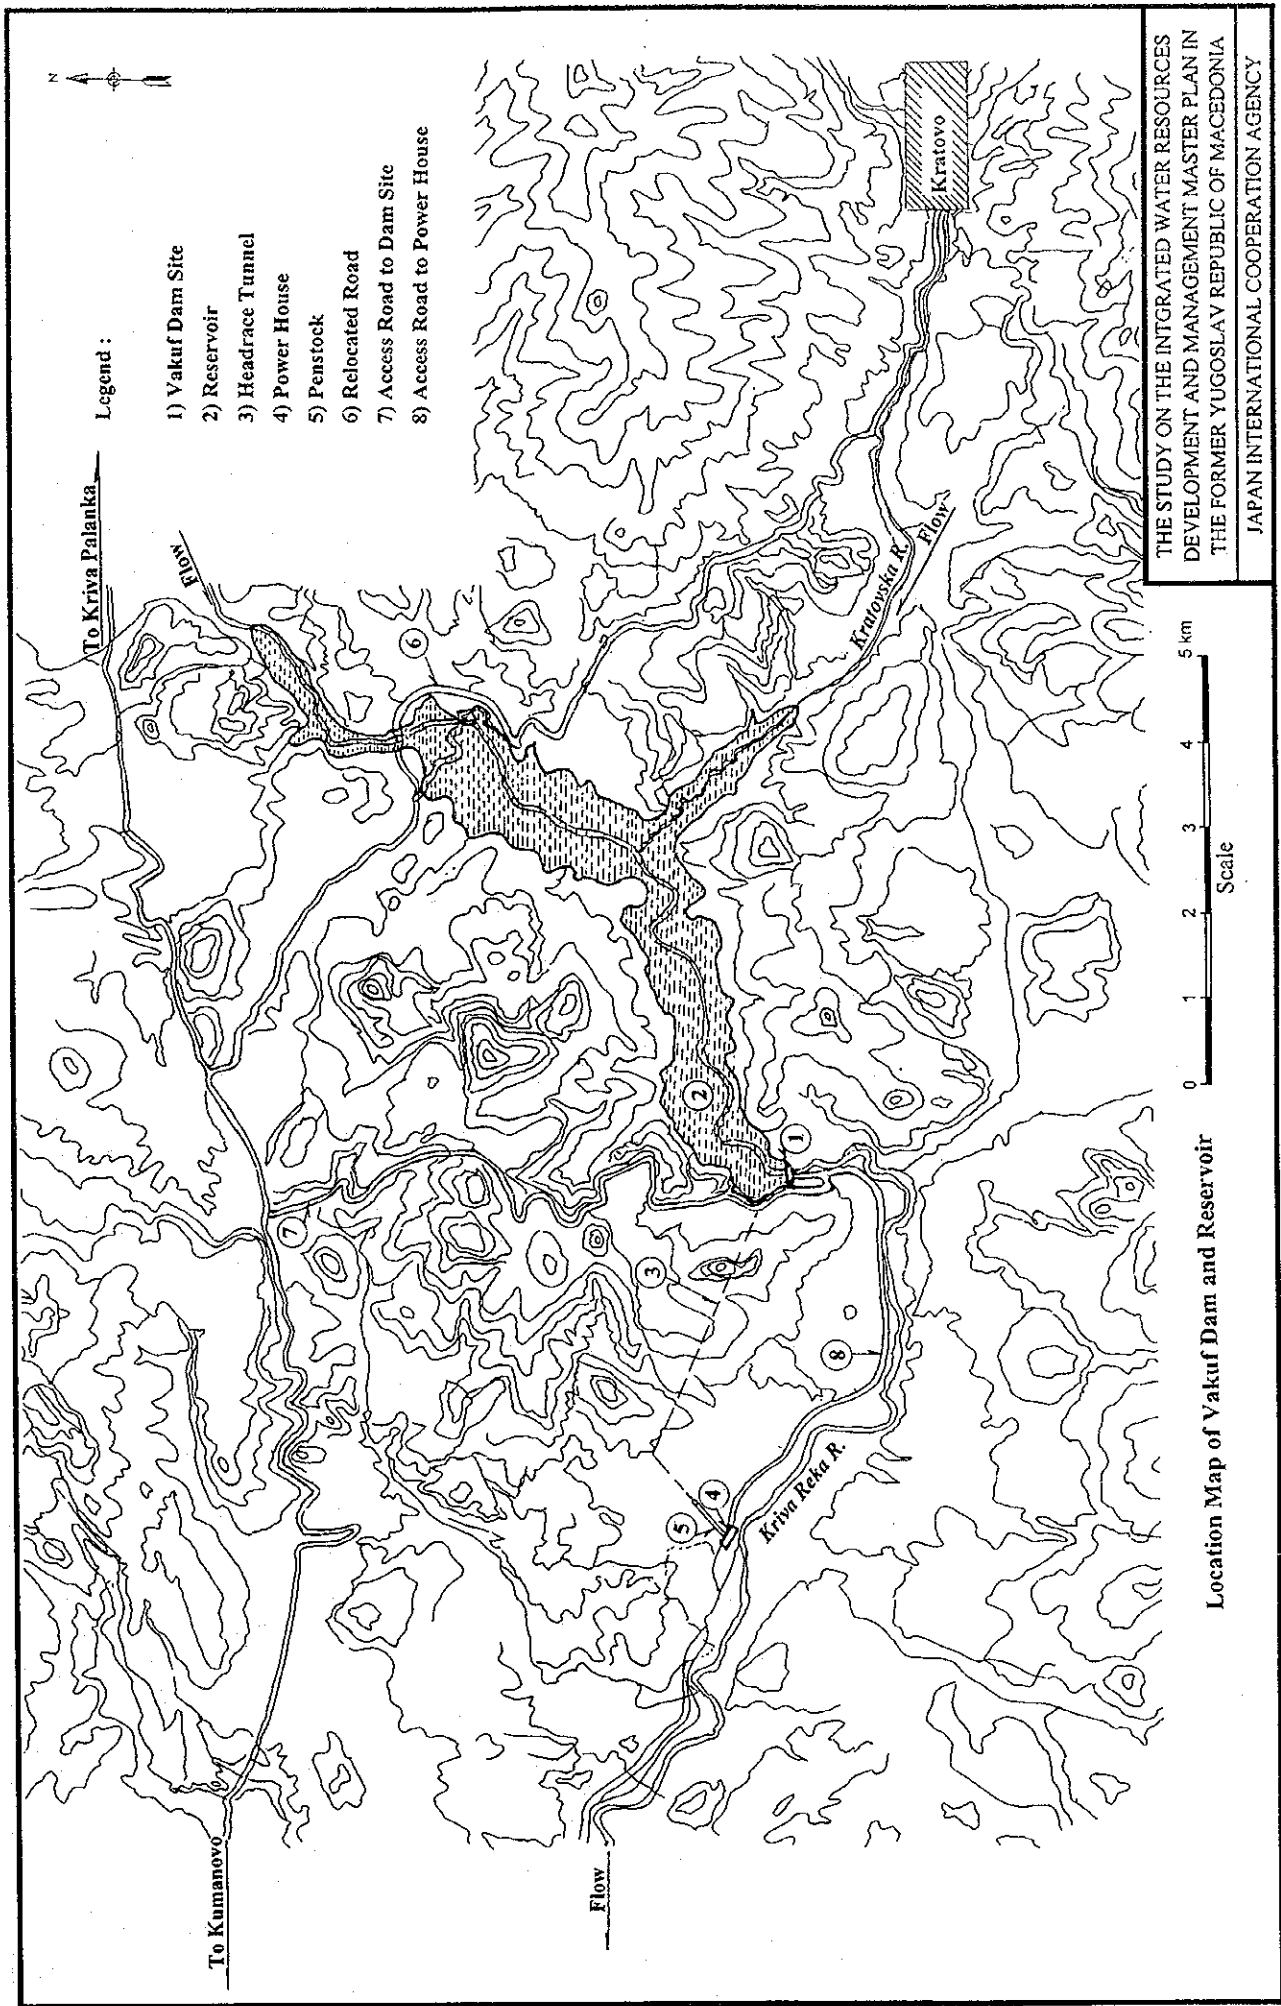 N
To Kriva Palanka
Legend :
1) Vakuf Dam Site
2) Reservoir
3) Headrace Tunnel
4) Power House
5) Penstock
6) Relocated Road
7) Access Road to Dam Site
8) Access Road to Power House
Flow
6
Kratovo
Kratovska R.
Flow
2
1
7
3
8
4
5
Kriva Reka R.
To Kumanovo
Flow
0 1 2 3 4 5 km
Scale
Location Map of Vakuf Dam and Reservoir
THE STUDY ON THE INTGRATED WATER RESOURCES
DEVELOPMENT AND MANAGEMENT MASTER PLAN IN
THE FORMER YUGOSLAV REPUBLIC OF MACEDONIA
JAPAN INTERNATIONAL COOPERATION AGENCY